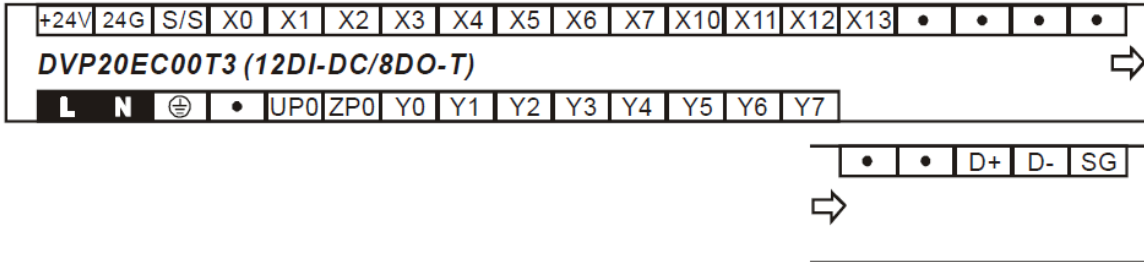 +24V 24G S/S X0 X1 X2 X3 X4 X5 X6 X7 X10 X11 X12 X13 • • • •
DVP20EC00T3 (12DI-DC/8DO-T)
L N ⏚ • UP0 ZP0 Y0 Y1 Y2 Y3 Y4 Y5 Y6 Y7
• • D+ D- SG